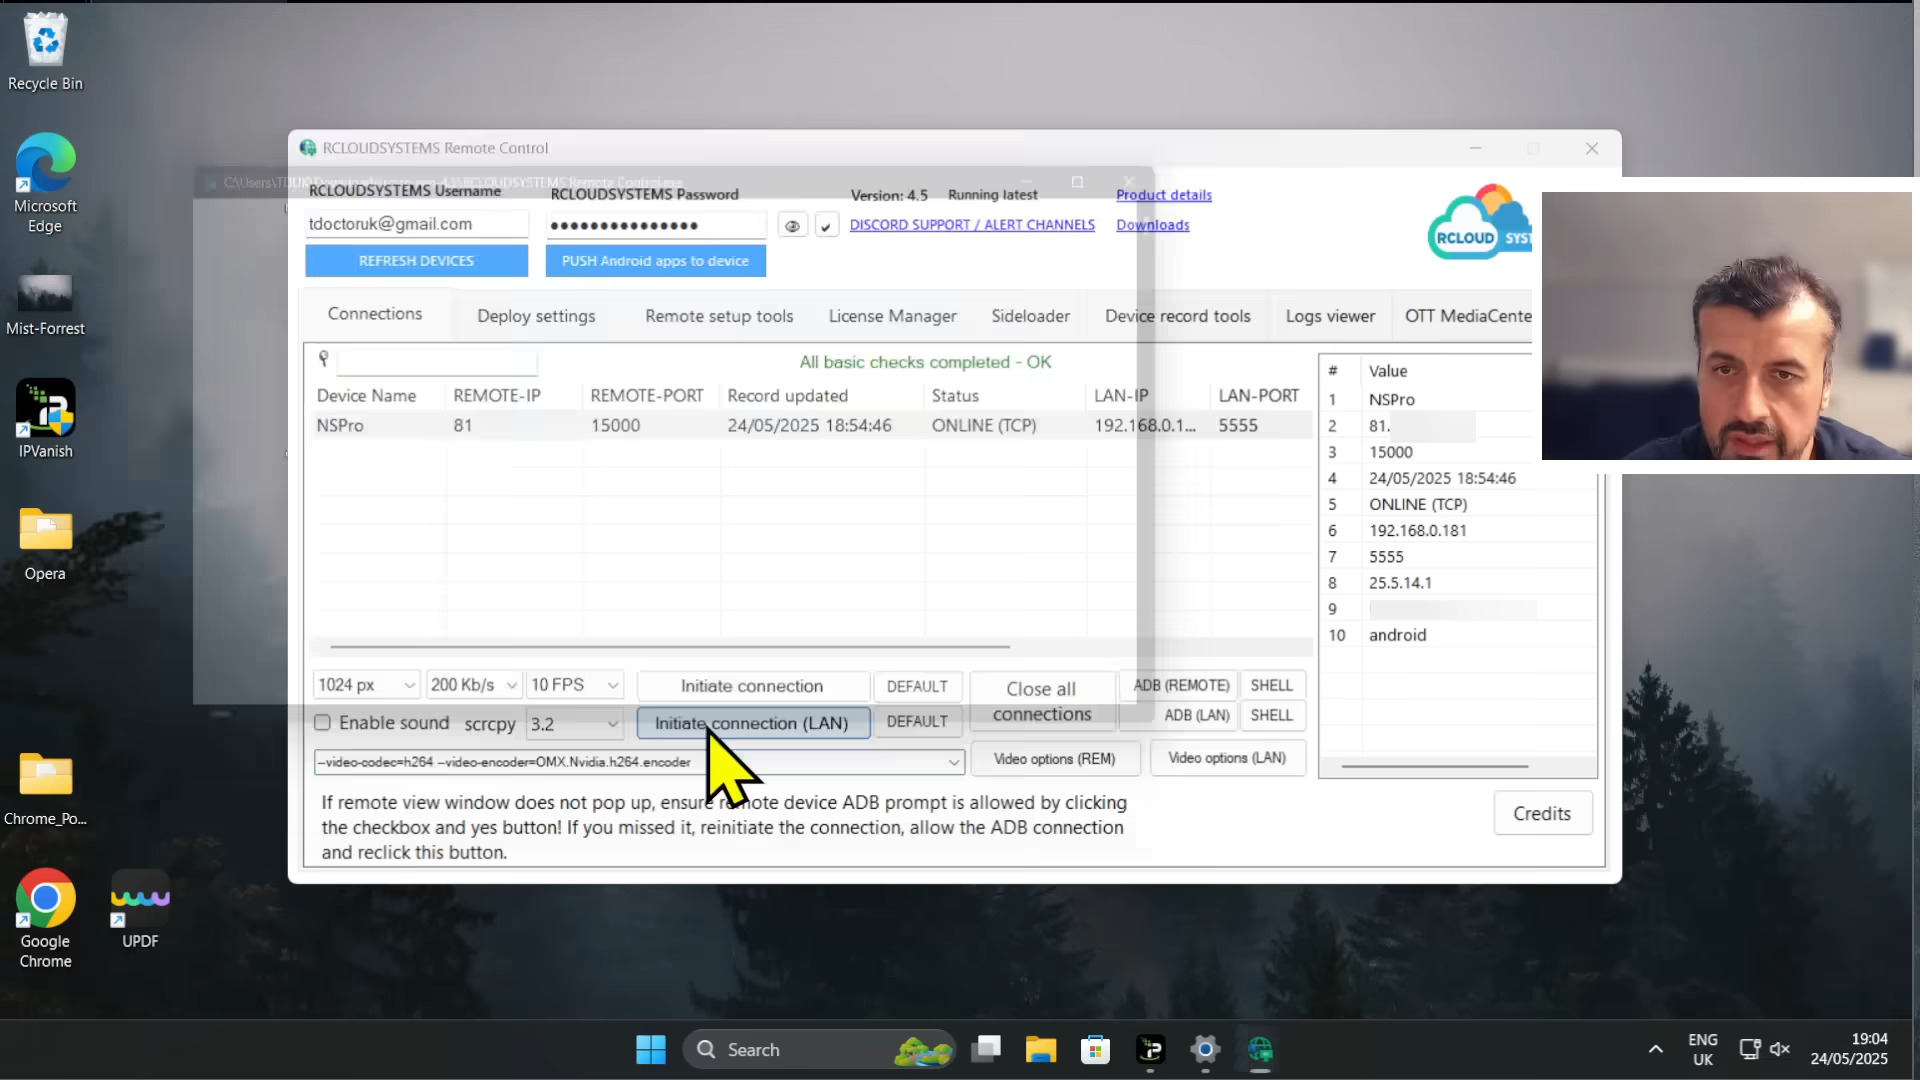 Recycle Bin
Microsoft
Edge
Mist-Forrest
IPVanish
Opera
Chrome_Po...
Google
Chrome
UPDF
RCLOUDSYSTEMS Remote Control
RCLOUDSYSTEMS Username
RCLOUDSYSTEMS Password
Version: 4.5
Running latest
Product details
tdoctoruk@gmail.com
DISCORD SUPPORT / ALERT CHANNELS
Downloads
REFRESH DEVICES
PUSH Android apps to device
RCLOUD SYST
Connections
Deploy settings
Remote setup tools
License Manager
Sideloader
Device record tools
Logs viewer
OTT MediaCente
All basic checks completed - OK
Device Name
REMOTE-IP
REMOTE-PORT
Record updated
Status
LAN-IP
LAN-PORT
NSPro
81
15000
24/05/2025 18:54:46
ONLINE (TCP)
192.168.0.1...
5555
# Value
1 NSPro
2 81.
3 15000
4 24/05/2025 18:54:46
5 ONLINE (TCP)
6 192.168.0.181
7 5555
8 25.5.14.1
9
10 android
1024 px
200 Kb/s
10 FPS
Initiate connection
DEFAULT
Close all
connections
ADB (REMOTE)
SHELL
Enable sound
scrcpy
3.2
Initiate connection (LAN)
DEFAULT
ADB (LAN)
SHELL
--video-codec=h264 --video-encoder=OMX.Nvidia.h264.encoder
Video options (REM)
Video options (LAN)
If remote view window does not pop up, ensure remote device ADB prompt is allowed by clicking
the checkbox and yes button! If you missed it, reinitiate the connection, allow the ADB connection
and reclick this button.
Credits
Search
ENG
UK
19:04
24/05/2025